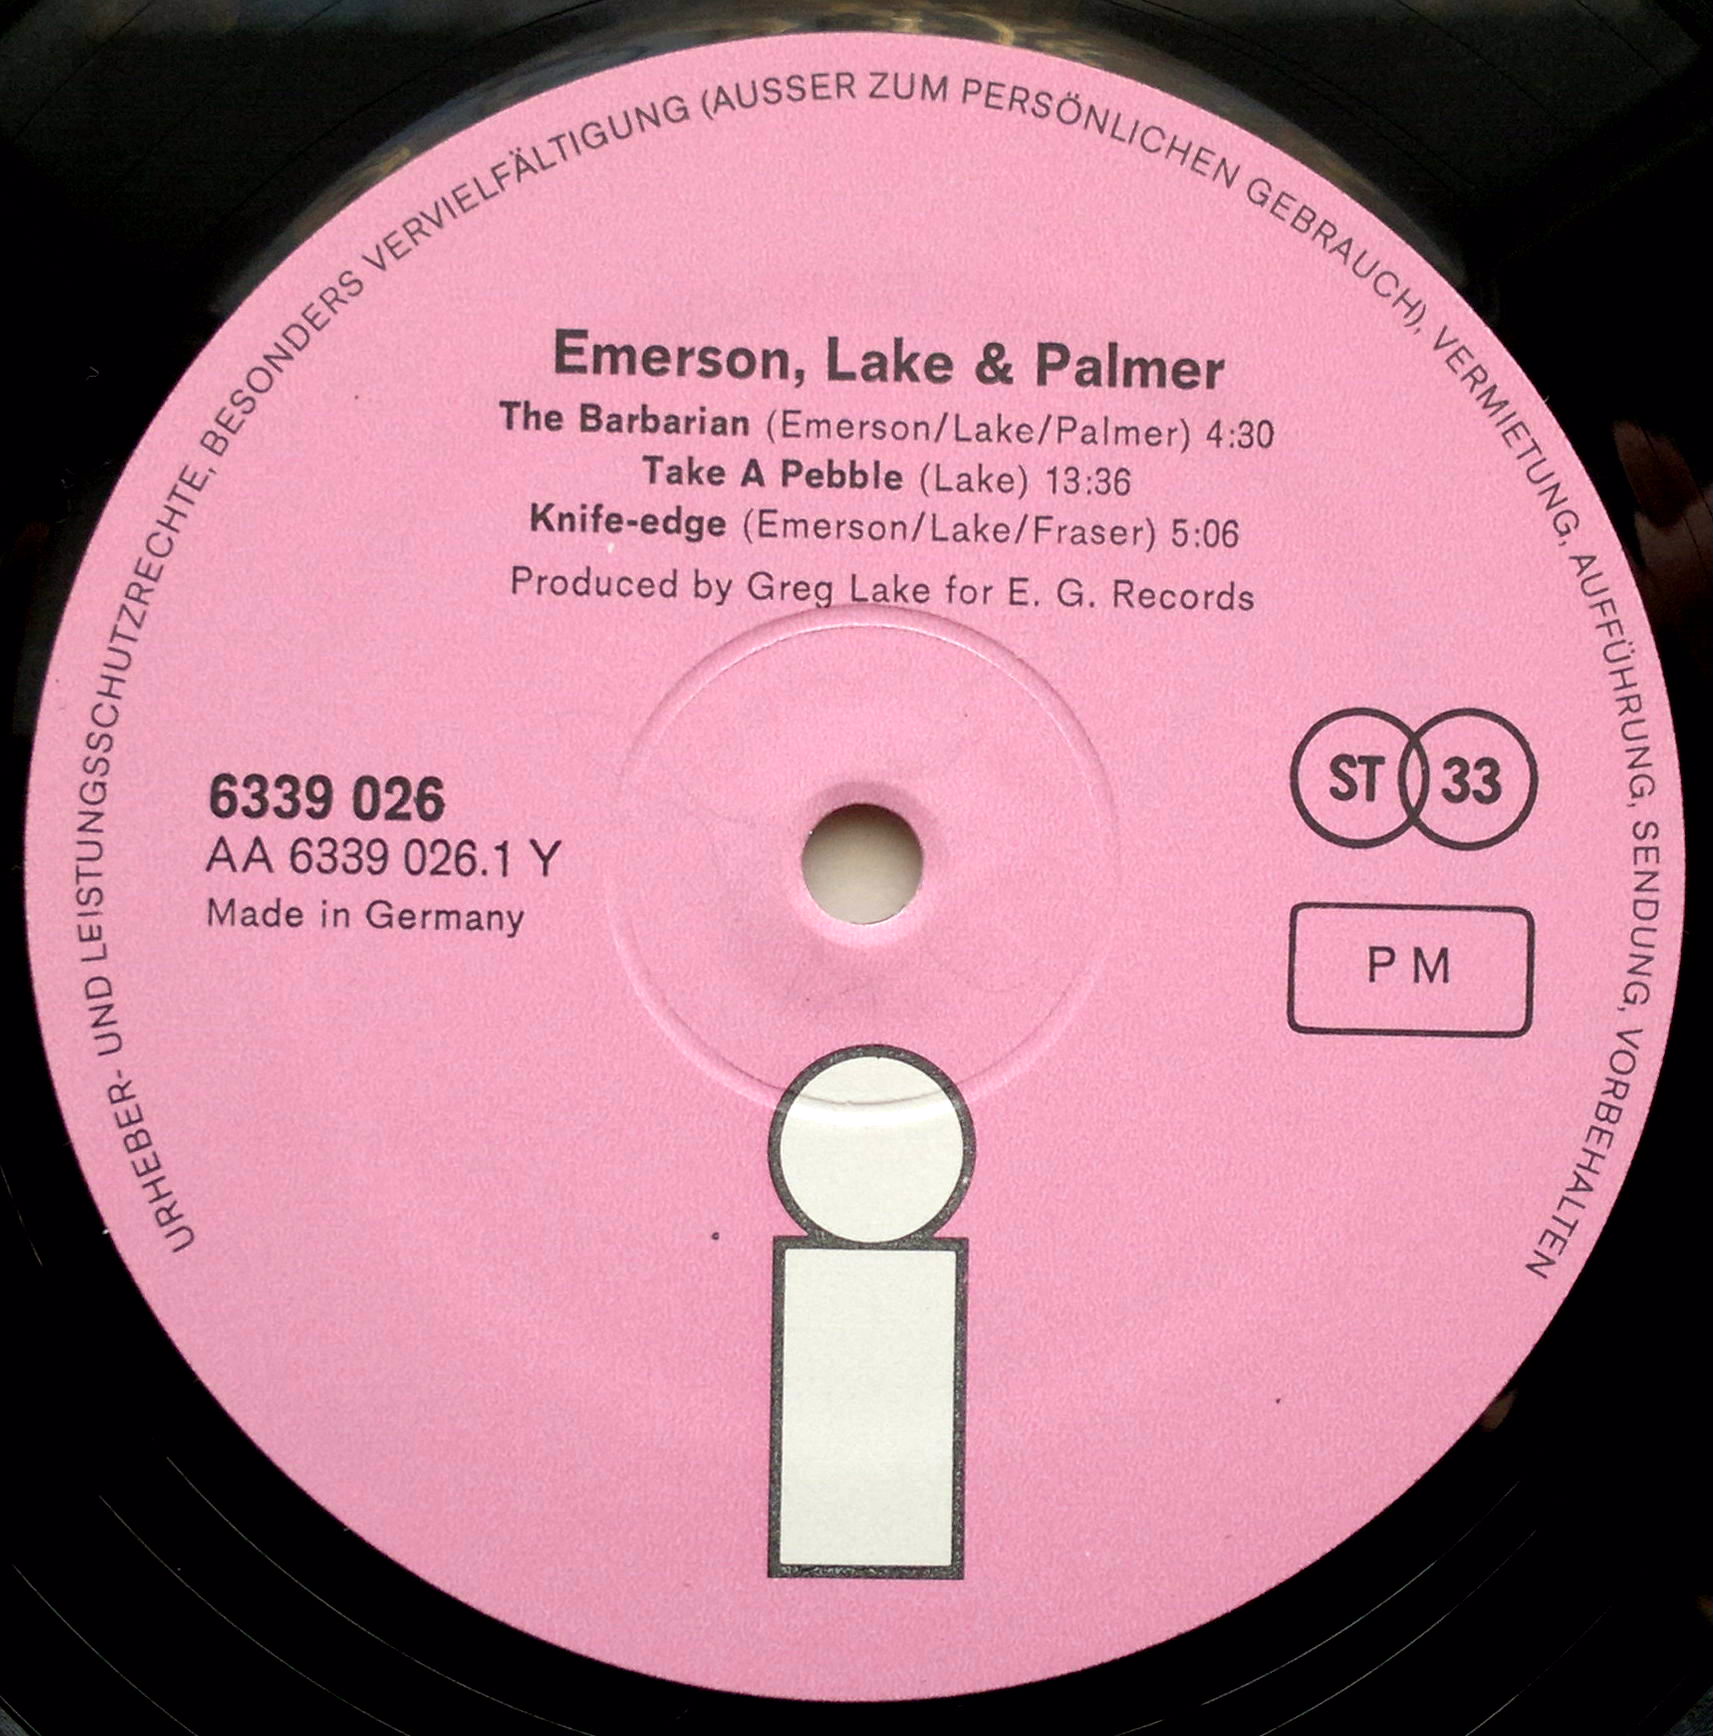 URHEBER- UND LEISTUNGSSCHUTZRECHTE, BESONDERS VERVIELFÄLTIGUNG (AUSSER ZUM PERSÖNLICHEN GEBRAUCH), VERMIETUNG, AUFFÜHRUNG, SENDUNG, VORBEHALTEN
Emerson, Lake & Palmer
The Barbarian (Emerson/Lake/Palmer) 4:30
Take A Pebble (Lake) 13:36
Knife-edge (Emerson/Lake/Fraser) 5:06
Produced by Greg Lake for E. G. Records
6339 026
AA 6339 026.1 Y
Made in Germany
ST 33
P M
i